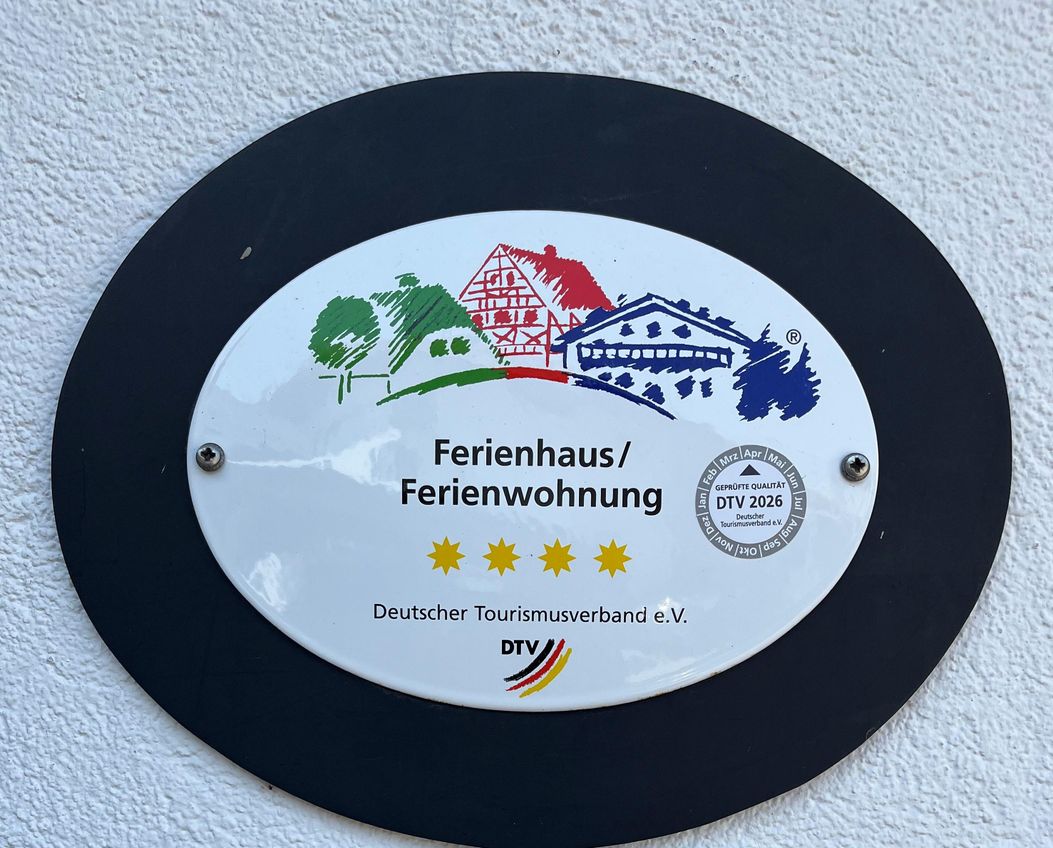 ®
Ferienhaus/
Ferienwohnung
Jan | Feb | Mrz | Apr | Mai | Jun | Jul | Aug | Sep | Okt | Nov | Dez
GEPRÜFTE QUALITÄT
DTV 2026
Deutscher
Tourismusverband e.V.
Deutscher Tourismusverband e.V.
DTV